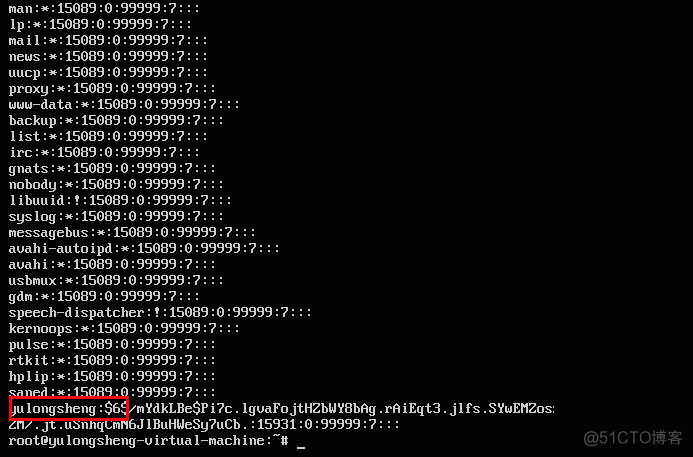 man:*:15089:0:99999:7:::
lp:*:15089:0:99999:7:::
mail:*:15089:0:99999:7:::
news:*:15089:0:99999:7:::
uucp:*:15089:0:99999:7:::
proxy:*:15089:0:99999:7:::
www-data:*:15089:0:99999:7:::
backup:*:15089:0:99999:7:::
list:*:15089:0:99999:7:::
irc:*:15089:0:99999:7:::
gnats:*:15089:0:99999:7:::
nobody:*:15089:0:99999:7:::
libuuid:!:15089:0:99999:7:::
syslog:*:15089:0:99999:7:::
messagebus:*:15089:0:99999:7:::
avahi-autoipd:*:15089:0:99999:7:::
avahi:*:15089:0:99999:7:::
usbmux:*:15089:0:99999:7:::
gdm:*:15089:0:99999:7:::
speech-dispatcher:!:15089:0:99999:7:::
kernoops:*:15089:0:99999:7:::
pulse:*:15089:0:99999:7:::
rtkit:*:15089:0:99999:7:::
hplip:*:15089:0:99999:7:::
saned:*:15089:0:99999:7:::
yulongsheng:$6$/mYdkLBe$Pi7c.lgvaFojtHZbWY8bAg.rAiEqt3.jlfs.SYwEMZos
ZM/.jt.uSnhqCmN6JlBuHWeSy7uCb.:15931:0:99999:7:::
root@yulongsheng-virtual-machine:~# _
@51CTO博客